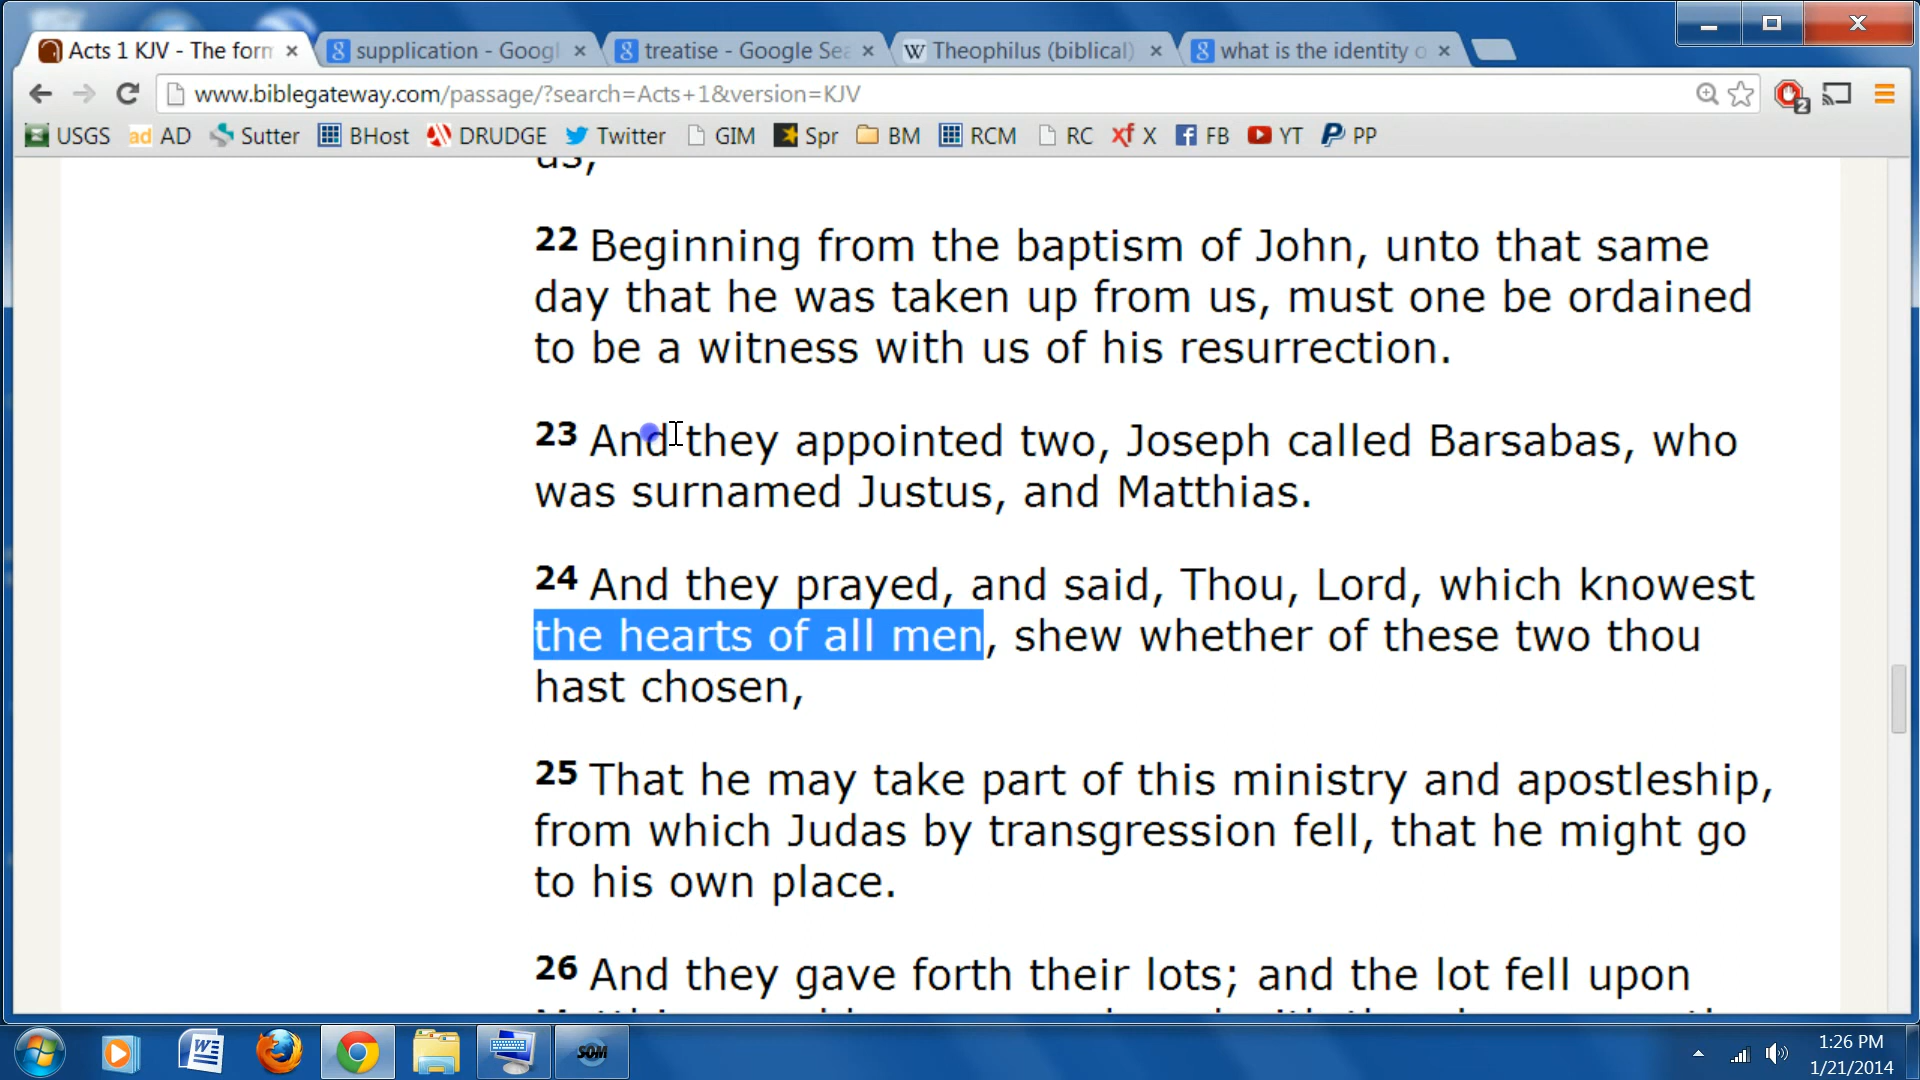 Acts 1 KJV - The form
supplication - Googl
treatise - Google Sea
Theophilus (biblical)
what is the identity o
www.biblegateway.com/passage/?search=Acts+1&version=KJV
2
USGS
ad AD
Sutter
BHost
DRUDGE
Twitter
GIM
Spr
BM
RCM
RC
xf X
FB
YT
PP
us,
22 Beginning from the baptism of John, unto that same
day that he was taken up from us, must one be ordained
to be a witness with us of his resurrection.
23 And they appointed two, Joseph called Barsabas, who
was surnamed Justus, and Matthias.
24 And they prayed, and said, Thou, Lord, which knowest
the hearts of all men, shew whether of these two thou
hast chosen,
25 That he may take part of this ministry and apostleship,
from which Judas by transgression fell, that he might go
to his own place.
26 And they gave forth their lots; and the lot fell upon
SOM
1:26 PM
1/21/2014